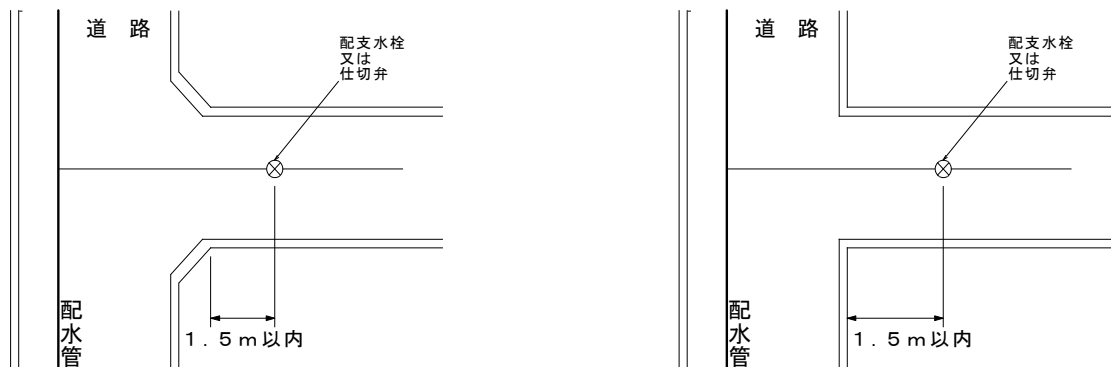 道 路
配支水栓
又は
仕切弁
配水管
1.5m以内
道 路
配支水栓
又は
仕切弁
配水管
1.5m以内